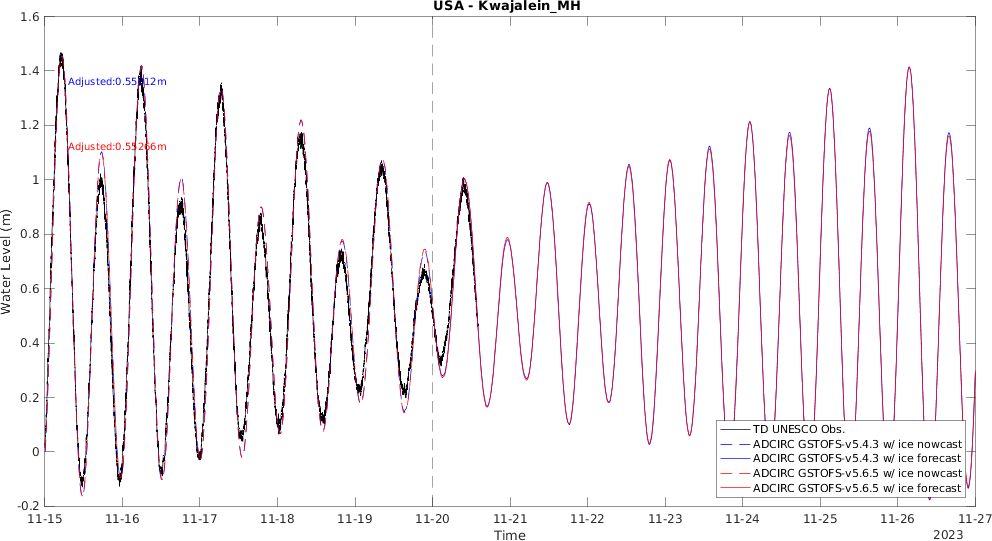 USA - Kwajalein_MH
1.6
1.4
1.2
1
0.8
0.6
0.4
0.2
0
-0.2
Water Level (m)
Adjusted:0.55266m
TD UNESCO Obs.
ADCIRC GSTOFS-v5.4.3 w/ ice nowcast
ADCIRC GSTOFS-v5.4.3 w/ ice forecast
ADCIRC GSTOFS-v5.6.5 w/ ice nowcast
ADCIRC GSTOFS-v5.6.5 w/ ice forecast
11-15 11-16 11-17 11-18 11-19 11-20 11-21 11-22 11-23 11-24 11-25 11-26 11-27
Time
2023